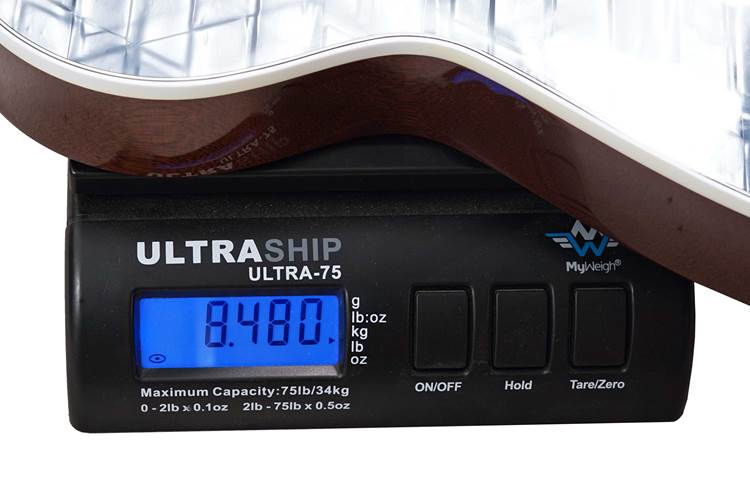 ULTRASHIP
ULTRA-75
MyWeigh®
8.480
g
lb:oz
kg
lb
oz
Maximum Capacity:75lb/34kg
0 - 2lb x 0.1oz 2lb - 75lb x 0.5oz
ON/OFF
Hold
Tare/Zero